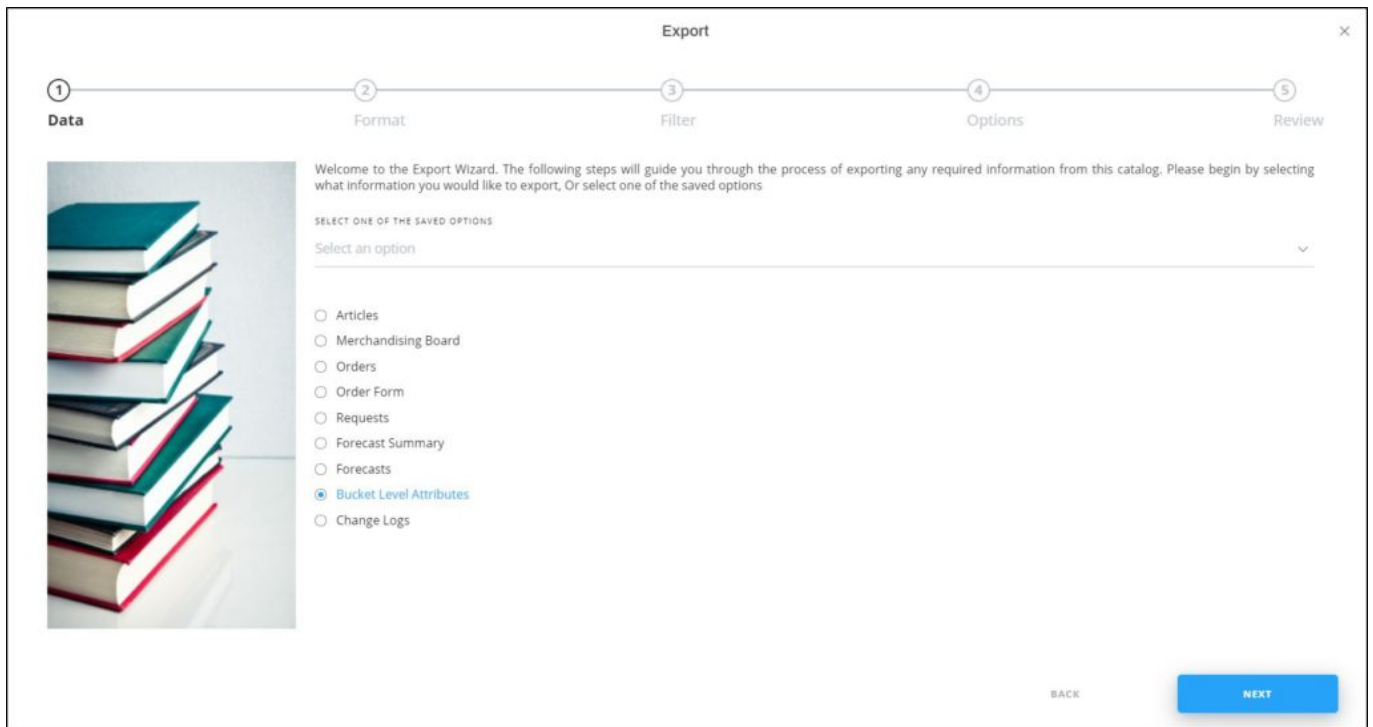 Export
1
2
3
4
5
Data
Format
Filter
Options
Review
Welcome to the Export Wizard. The following steps will guide you through the process of exporting any required information from this catalog. Please begin by selecting
what information you would like to export, Or select one of the saved options
SELECT ONE OF THE SAVED OPTIONS
Select an option
Articles
Merchandising Board
Orders
Order Form
Requests
Forecast Summary
Forecasts
Bucket Level Attributes
Change Logs
BACK
NEXT